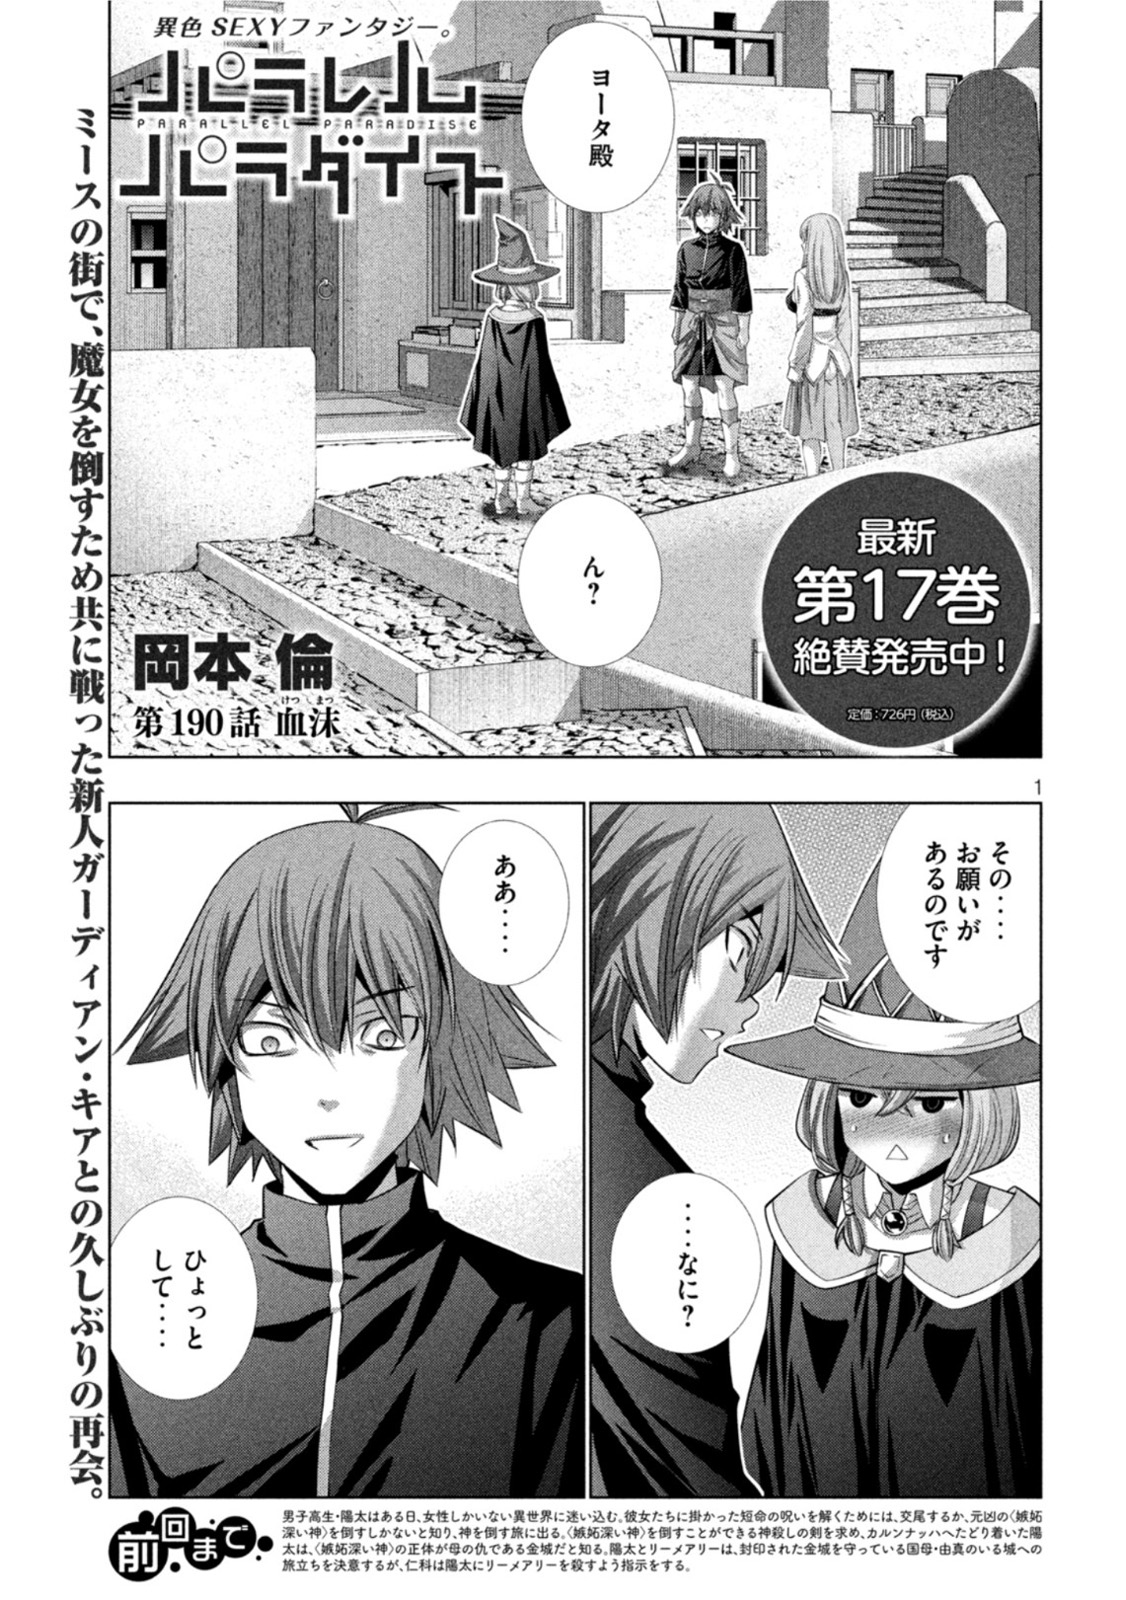 異色 SEXYファンタジー。
パラレル
PARALLEL PARADISE
パラダイス
ミースの街で、魔女を倒すため共に戦った新人ガーディアン・キアとの久しぶりの再会。
ヨータ殿
ん?
最新
第17巻
絶賛発売中!
定価:726円(税込)
岡本 倫
けつ まつ
第190話 血沫
1
その‥‥
お願いが
あるのです
‥‥なに?
ああ‥‥
ひょっと
して‥‥
前回まで
男子高生・陽太はある日、女性しかいない異世界に迷い込む。彼女たちに掛かった短命の呪いを解くためには、交尾するか、元凶の〈嫉妬
深い神〉を倒すしかないと知り、神を倒す旅に出る。〈嫉妬深い神〉を倒すことができる神殺しの剣を求め、カルンナッハへたどり着いた陽
太は、〈嫉妬深い神〉の正体が母の仇である金城だと知る。陽太とリーメアリーは、封印された金城を守っている国母・由真のいる城への
旅立ちを決意するが、仁科は陽太にリーメアリーを殺すよう指示をする。